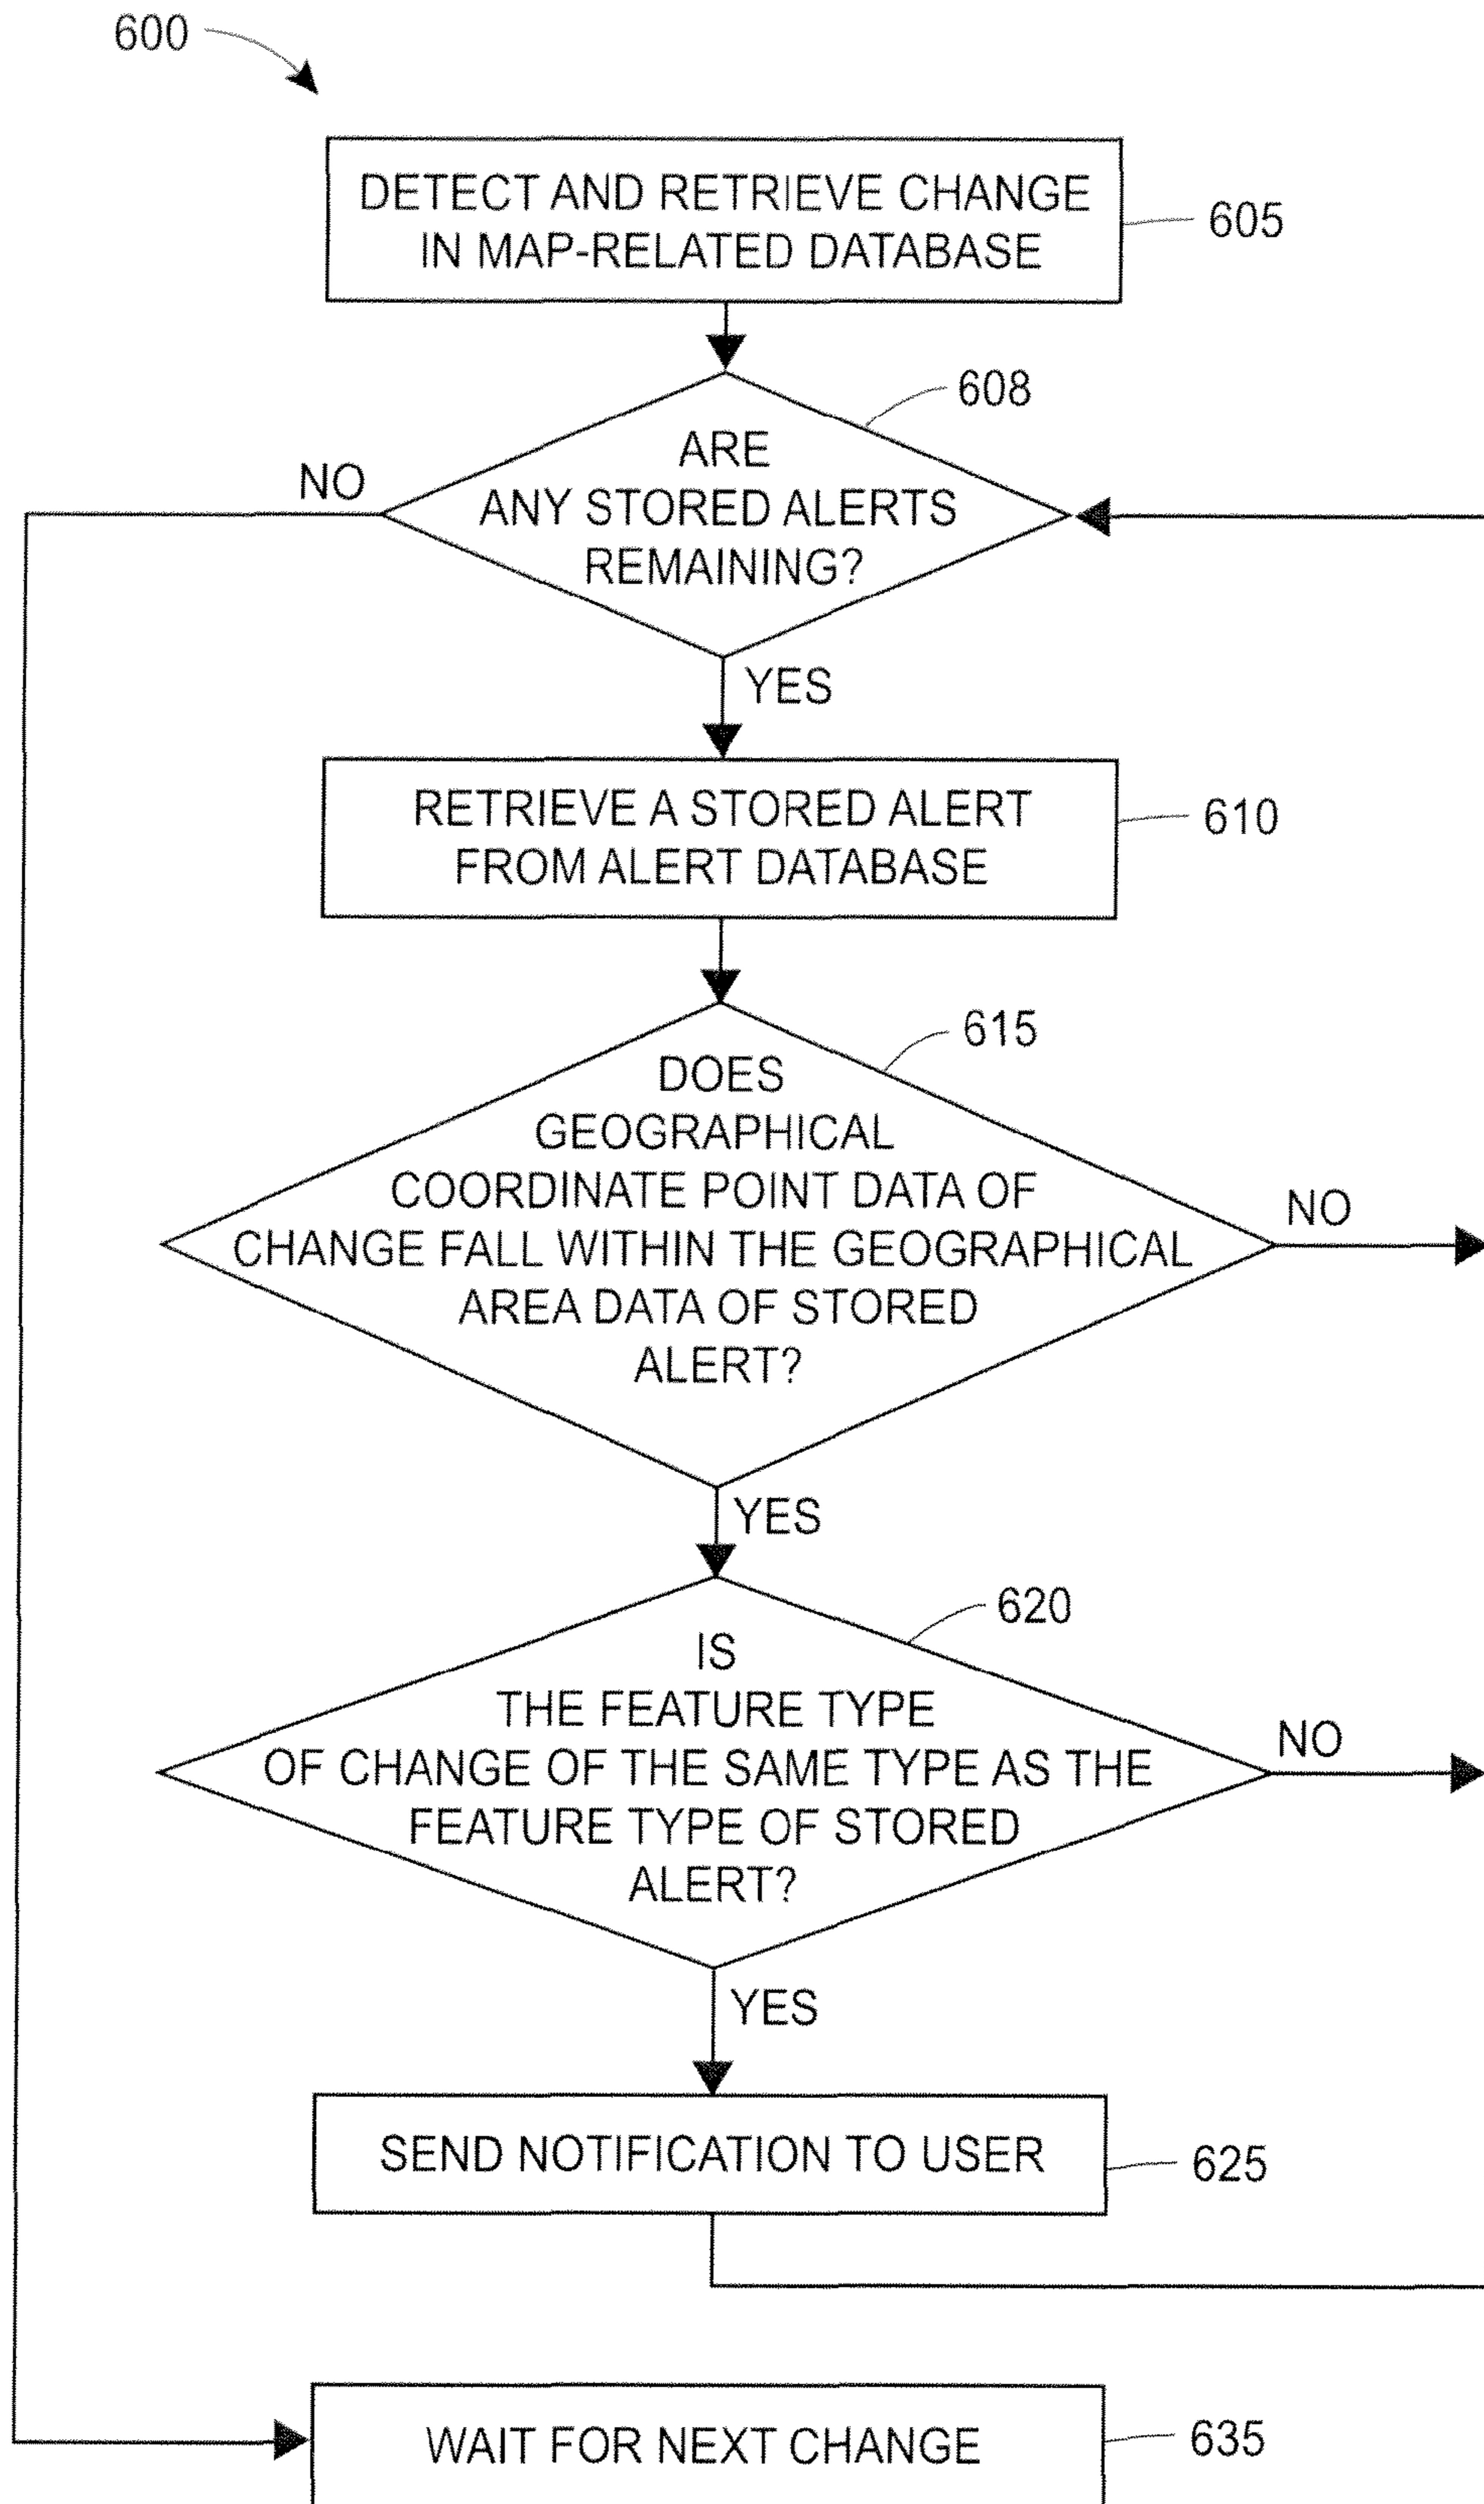 600
DETECT AND RETRIEVE CHANGE
IN MAP-RELATED DATABASE
605
608
ARE
ANY STORED ALERTS
REMAINING?
NO
YES
RETRIEVE A STORED ALERT
FROM ALERT DATABASE
610
615
DOES
GEOGRAPHICAL
COORDINATE POINT DATA OF
CHANGE FALL WITHIN THE GEOGRAPHICAL
AREA DATA OF STORED
ALERT?
NO
YES
620
IS
THE FEATURE TYPE
OF CHANGE OF THE SAME TYPE AS THE
FEATURE TYPE OF STORED
ALERT?
NO
YES
SEND NOTIFICATION TO USER
625
WAIT FOR NEXT CHANGE
635